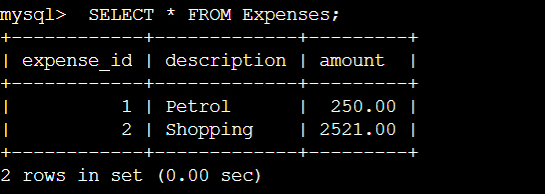 mysql>  SELECT * FROM Expenses;
+------------+-------------+---------+
| expense_id | description | amount  |
+------------+-------------+---------+
|          1 | Petrol      |  250.00 |
|          2 | Shopping    | 2521.00 |
+------------+-------------+---------+
2 rows in set (0.00 sec)